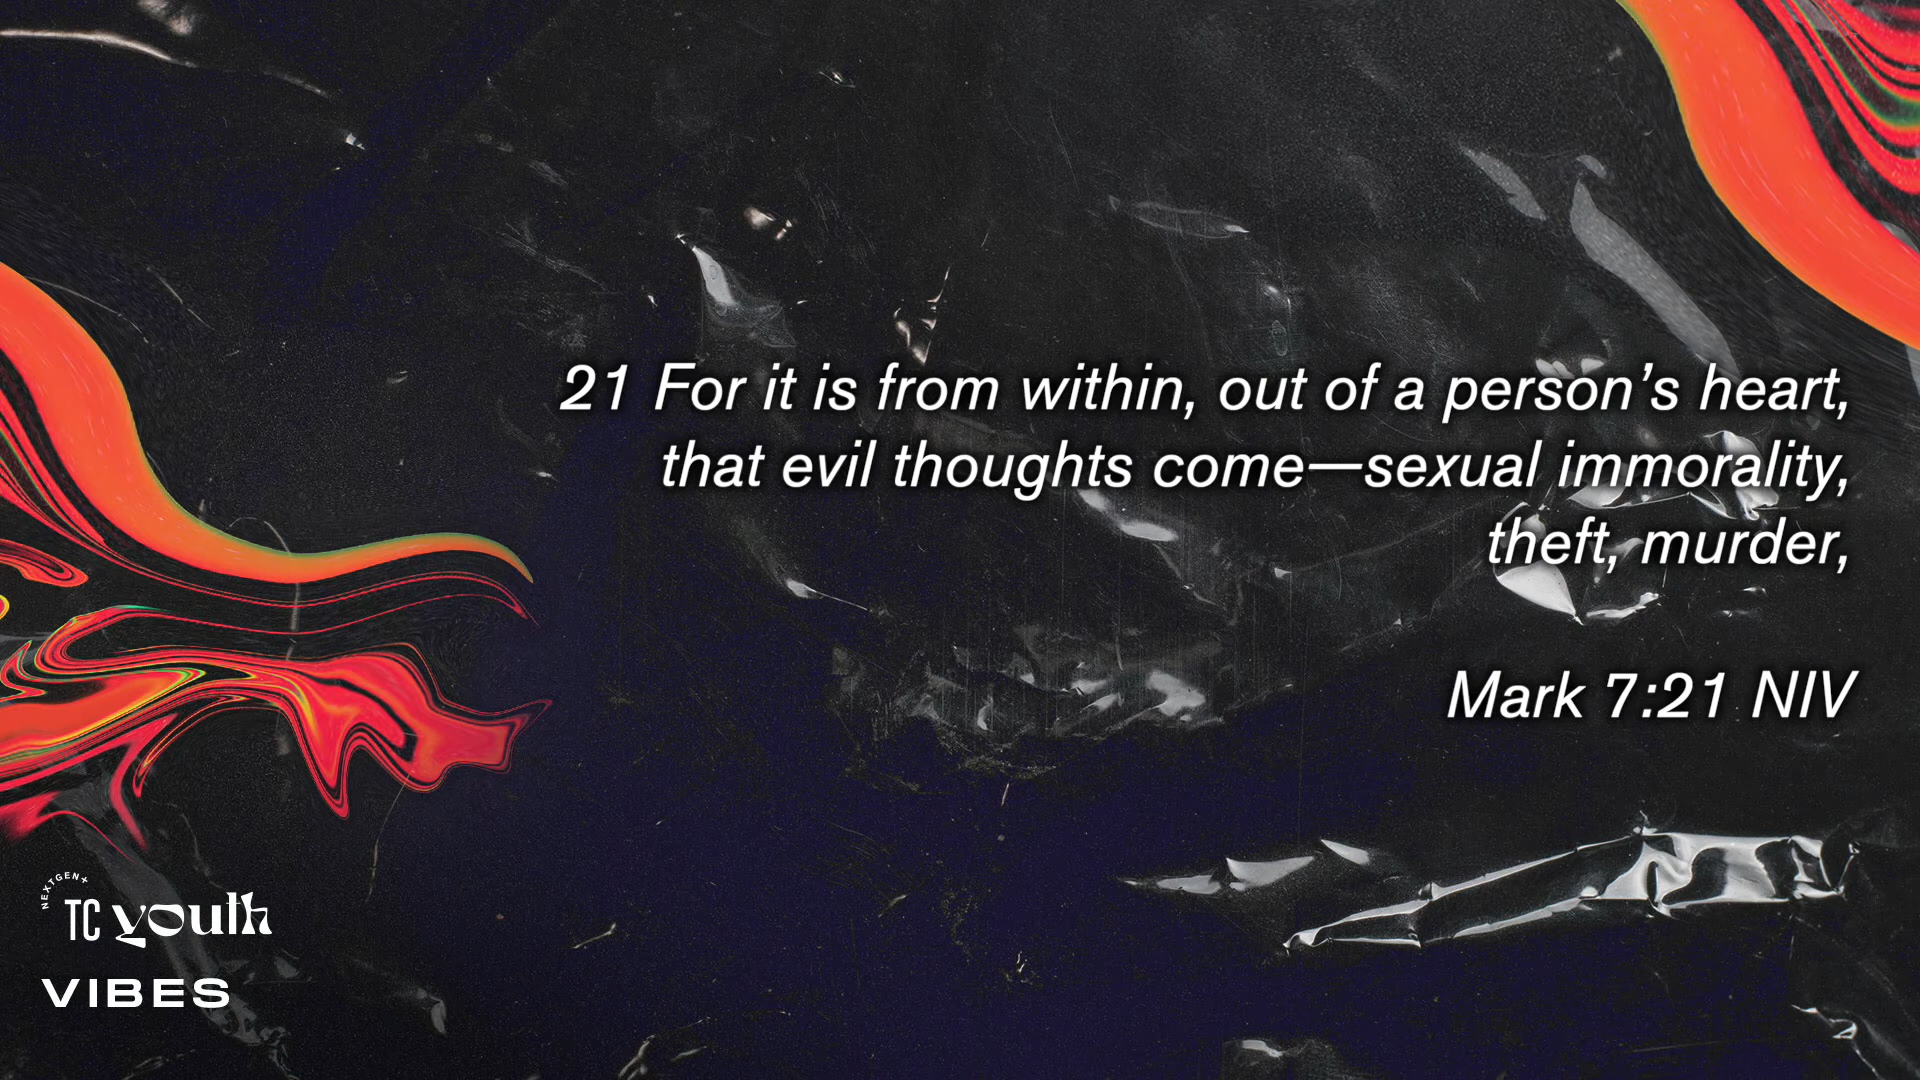 21 For it is from within, out of a person’s heart,
that evil thoughts come—sexual immorality,
theft, murder,
Mark 7:21 NIV
NEXTGEN+
TC youth
VIBES